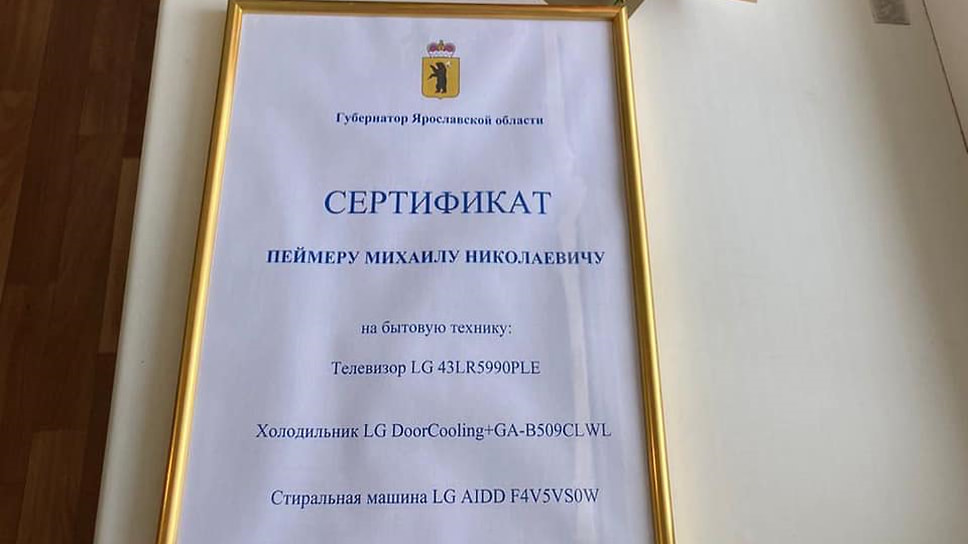 Губернатор Ярославской области
СЕРТИФИКАТ
ПЕЙМЕРУ МИХАИЛУ НИКОЛАЕВИЧУ
на бытовую технику:
Телевизор LG 43LR5990PLE
Холодильник LG DoorCooling+GA-B509CLWL
Стиральная машина LG AIDD F4V5VS0W